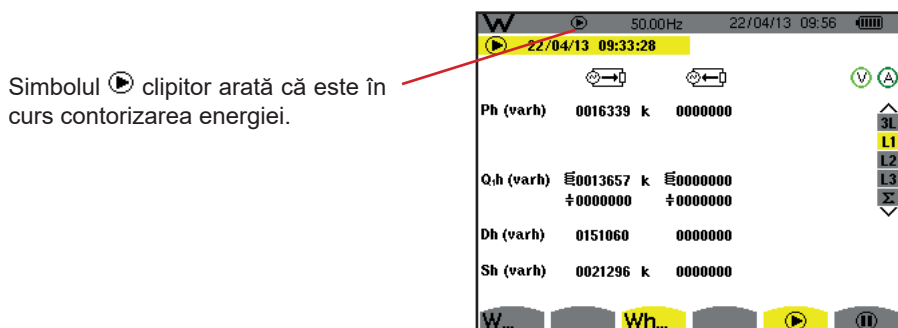 W 50.00Hz 22/04/13 09:56
22/04/13 09:33:28
Simbolul clipitor arată că este în
curs contorizarea energiei.
V A
Ph (varh) 0016339 k 0000000
3L
L1
L2
L3
Σ
Q₁h (varh) 0013657 k 0000000
0000000 0000000
Dh (varh) 0151060 0000000
Sh (varh) 0021296 k 0000000
W... Wh...